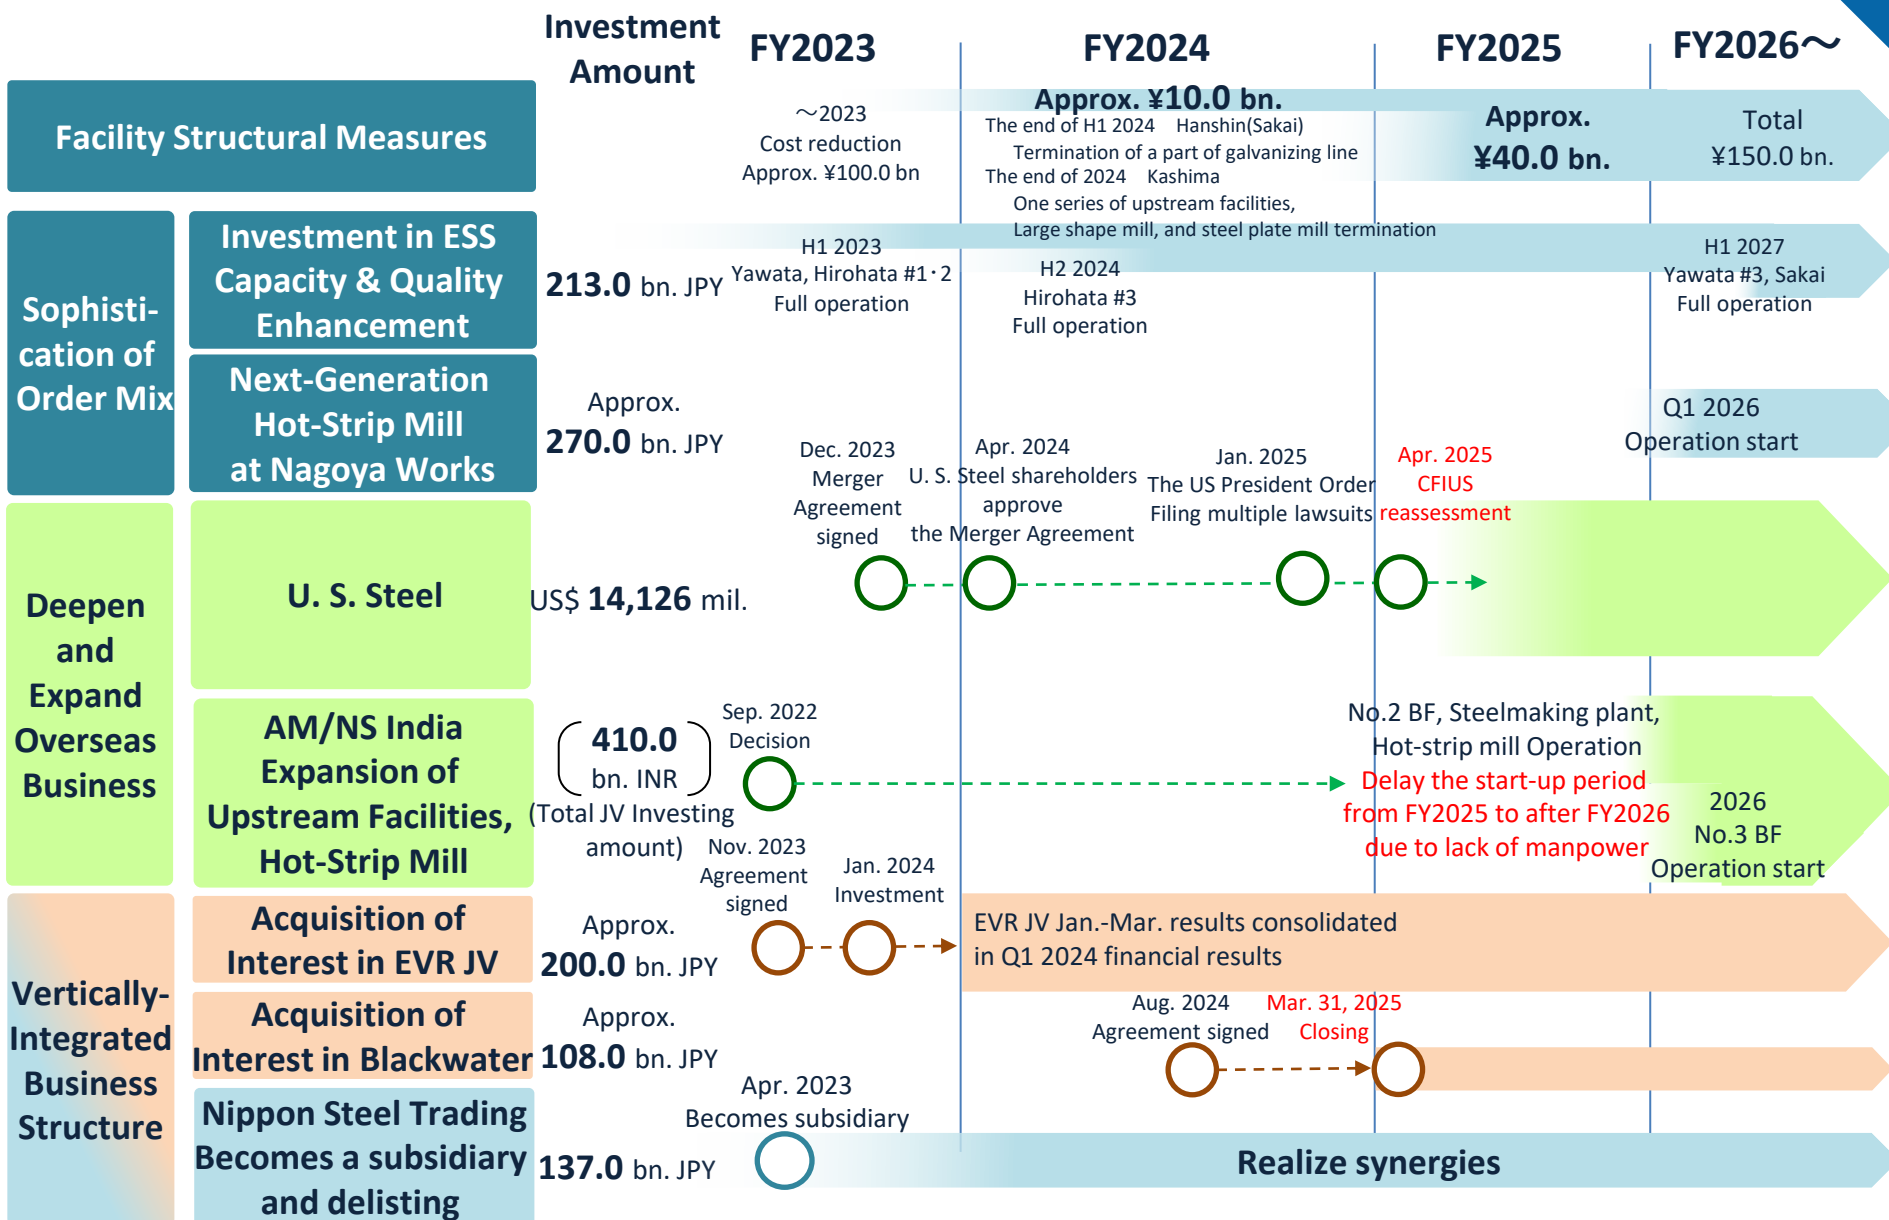 Investment
Amount
FY2023
FY2024
FY2025
FY2026～
Facility Structural Measures
～2023
Cost reduction
Approx. ¥100.0 bn
Approx. ¥10.0 bn.
The end of H1 2024 Hanshin(Sakai)
Termination of a part of galvanizing line
The end of 2024 Kashima
One series of upstream facilities,
Large shape mill, and steel plate mill termination
Approx.
¥40.0 bn.
Total
¥150.0 bn.
Sophisti-
cation of
Order Mix
Investment in ESS
Capacity & Quality
Enhancement
213.0 bn. JPY
H1 2023
Yawata, Hirohata #1･2
Full operation
H2 2024
Hirohata #3
Full operation
H1 2027
Yawata #3, Sakai
Full operation
Next-Generation
Hot-Strip Mill
at Nagoya Works
Approx.
270.0 bn. JPY
Q1 2026
Operation start
Deepen
and
Expand
Overseas
Business
U. S. Steel
US$ 14,126 mil.
Dec. 2023
Merger
Agreement
signed
Apr. 2024
U. S. Steel shareholders
approve
the Merger Agreement
Jan. 2025
The US President Order
Filing multiple lawsuits
Apr. 2025
CFIUS
reassessment
AM/NS India
Expansion of
Upstream Facilities,
Hot-Strip Mill
410.0
bn. INR
(Total JV Investing
amount)
Sep. 2022
Decision
No.2 BF, Steelmaking plant,
Hot-strip mill Operation
Delay the start-up period
from FY2025 to after FY2026
due to lack of manpower
2026
No.3 BF
Operation start
Vertically-
Integrated
Business
Structure
Acquisition of
Interest in EVR JV
Approx.
200.0 bn. JPY
Nov. 2023
Agreement
signed
Jan. 2024
Investment
EVR JV Jan.-Mar. results consolidated
in Q1 2024 financial results
Acquisition of
Interest in Blackwater
Approx.
108.0 bn. JPY
Aug. 2024
Agreement signed
Mar. 31, 2025
Closing
Nippon Steel Trading
Becomes a subsidiary
and delisting
137.0 bn. JPY
Apr. 2023
Becomes subsidiary
Realize synergies